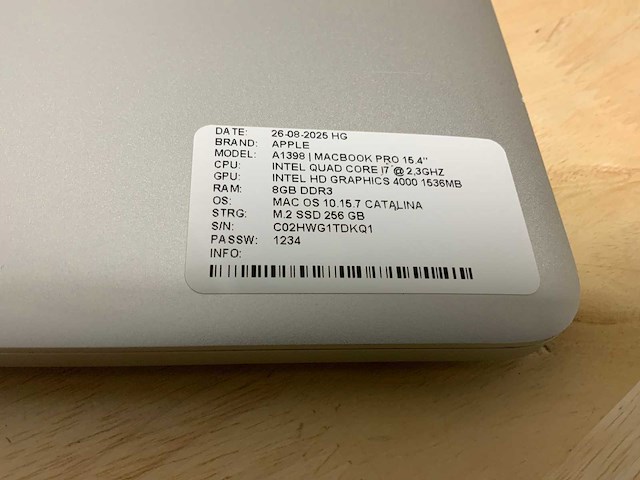 DATE: 26-08-2025 HG
BRAND: APPLE
MODEL: A1398 | MACBOOK PRO 15.4"
CPU: INTEL QUAD CORE I7 @ 2,3GHZ
GPU: INTEL HD GRAPHICS 4000 1536MB
RAM: 8GB DDR3
OS: MAC OS 10.15.7 CATALINA
STRG: M.2 SSD 256 GB
S/N: C02HWG1TDKQ1
PASSW: 1234
INFO: